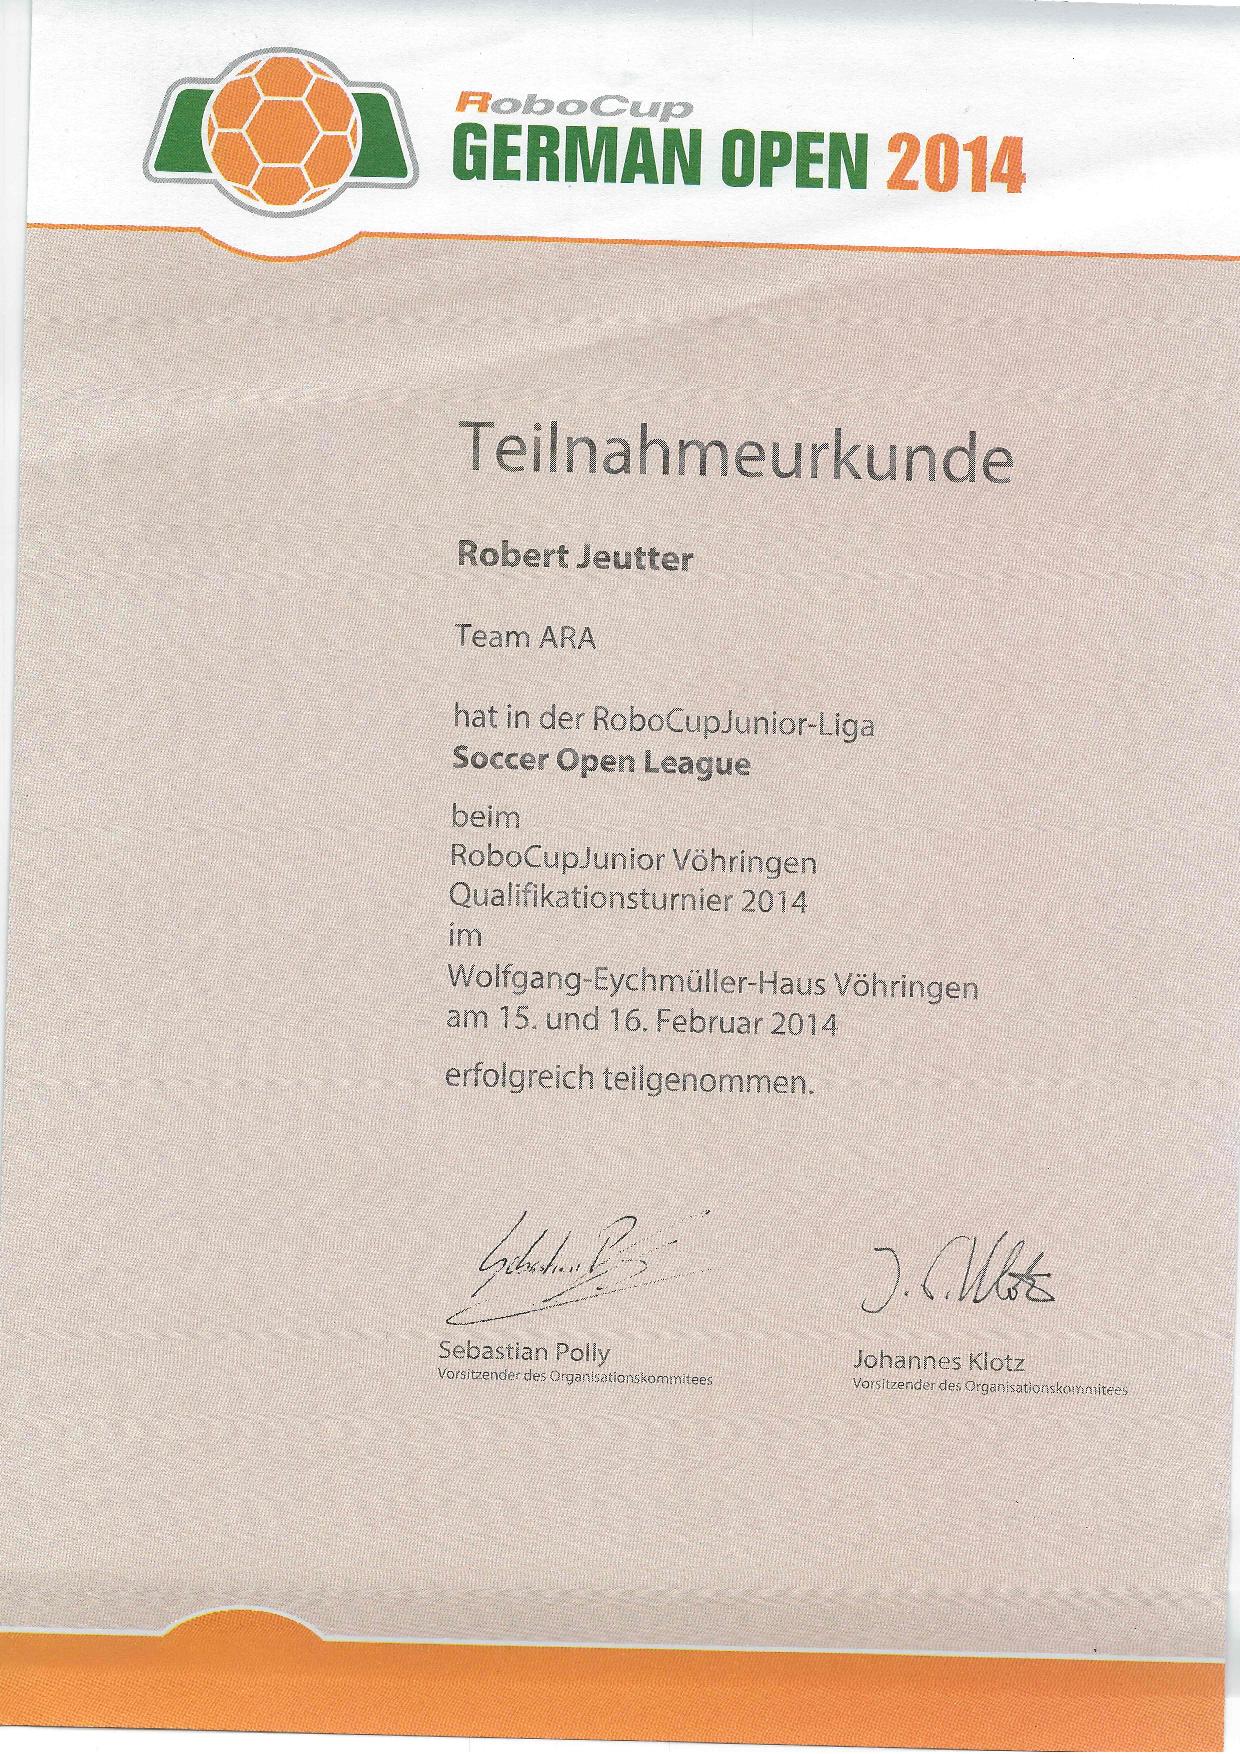 RoboCup
GERMAN OPEN 2014
Teilnahmeurkunde
Robert Jeutter
Team ARA
hat in der RoboCupJunior-Liga
Soccer Open League
beim
RoboCupJunior Vöhringen
Qualifikationsturnier 2014
im
Wolfgang-Eychmüller-Haus Vöhringen
am 15. und 16. Februar 2014
erfolgreich teilgenommen.
Sebastian P
J. S. Klotz
Sebastian Polly
Vorsitzender des Organisationskommitees
Johannes Klotz
Vorsitzender des Organisationskommitees